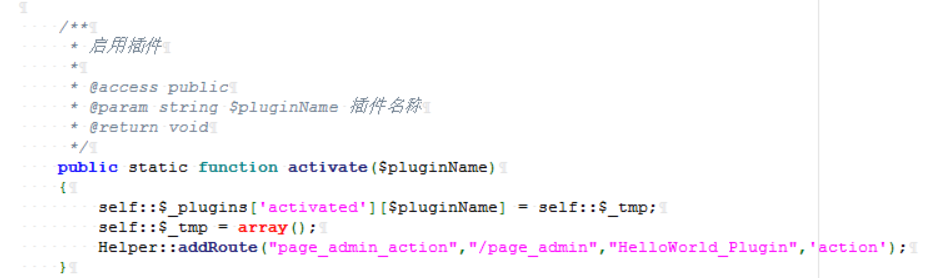 /**
* 启用插件
*
* @access public
* @param string $pluginName 插件名称
* @return void
*/
public static function activate($pluginName)
{
self::$_plugins['activated'][$pluginName] = self::$_tmp;
self::$_tmp = array();
Helper::addRoute("page_admin_action","/page_admin","HelloWorld_Plugin",'action');
}